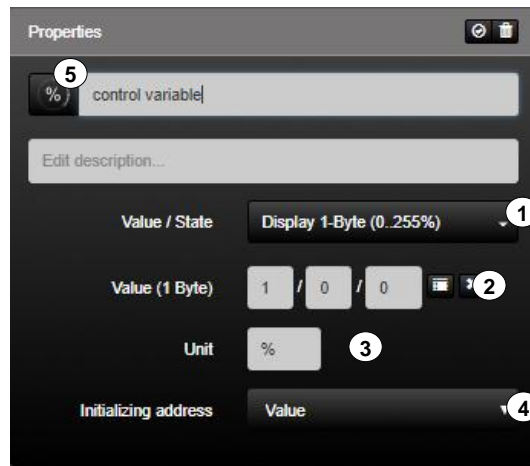 Properties
5
% control variable
Edit description...
Value / State Display 1-Byte (0..255%) 1
Value (1 Byte) 1 / 0 / 0 2
Unit % 3
Initializing address Value 4